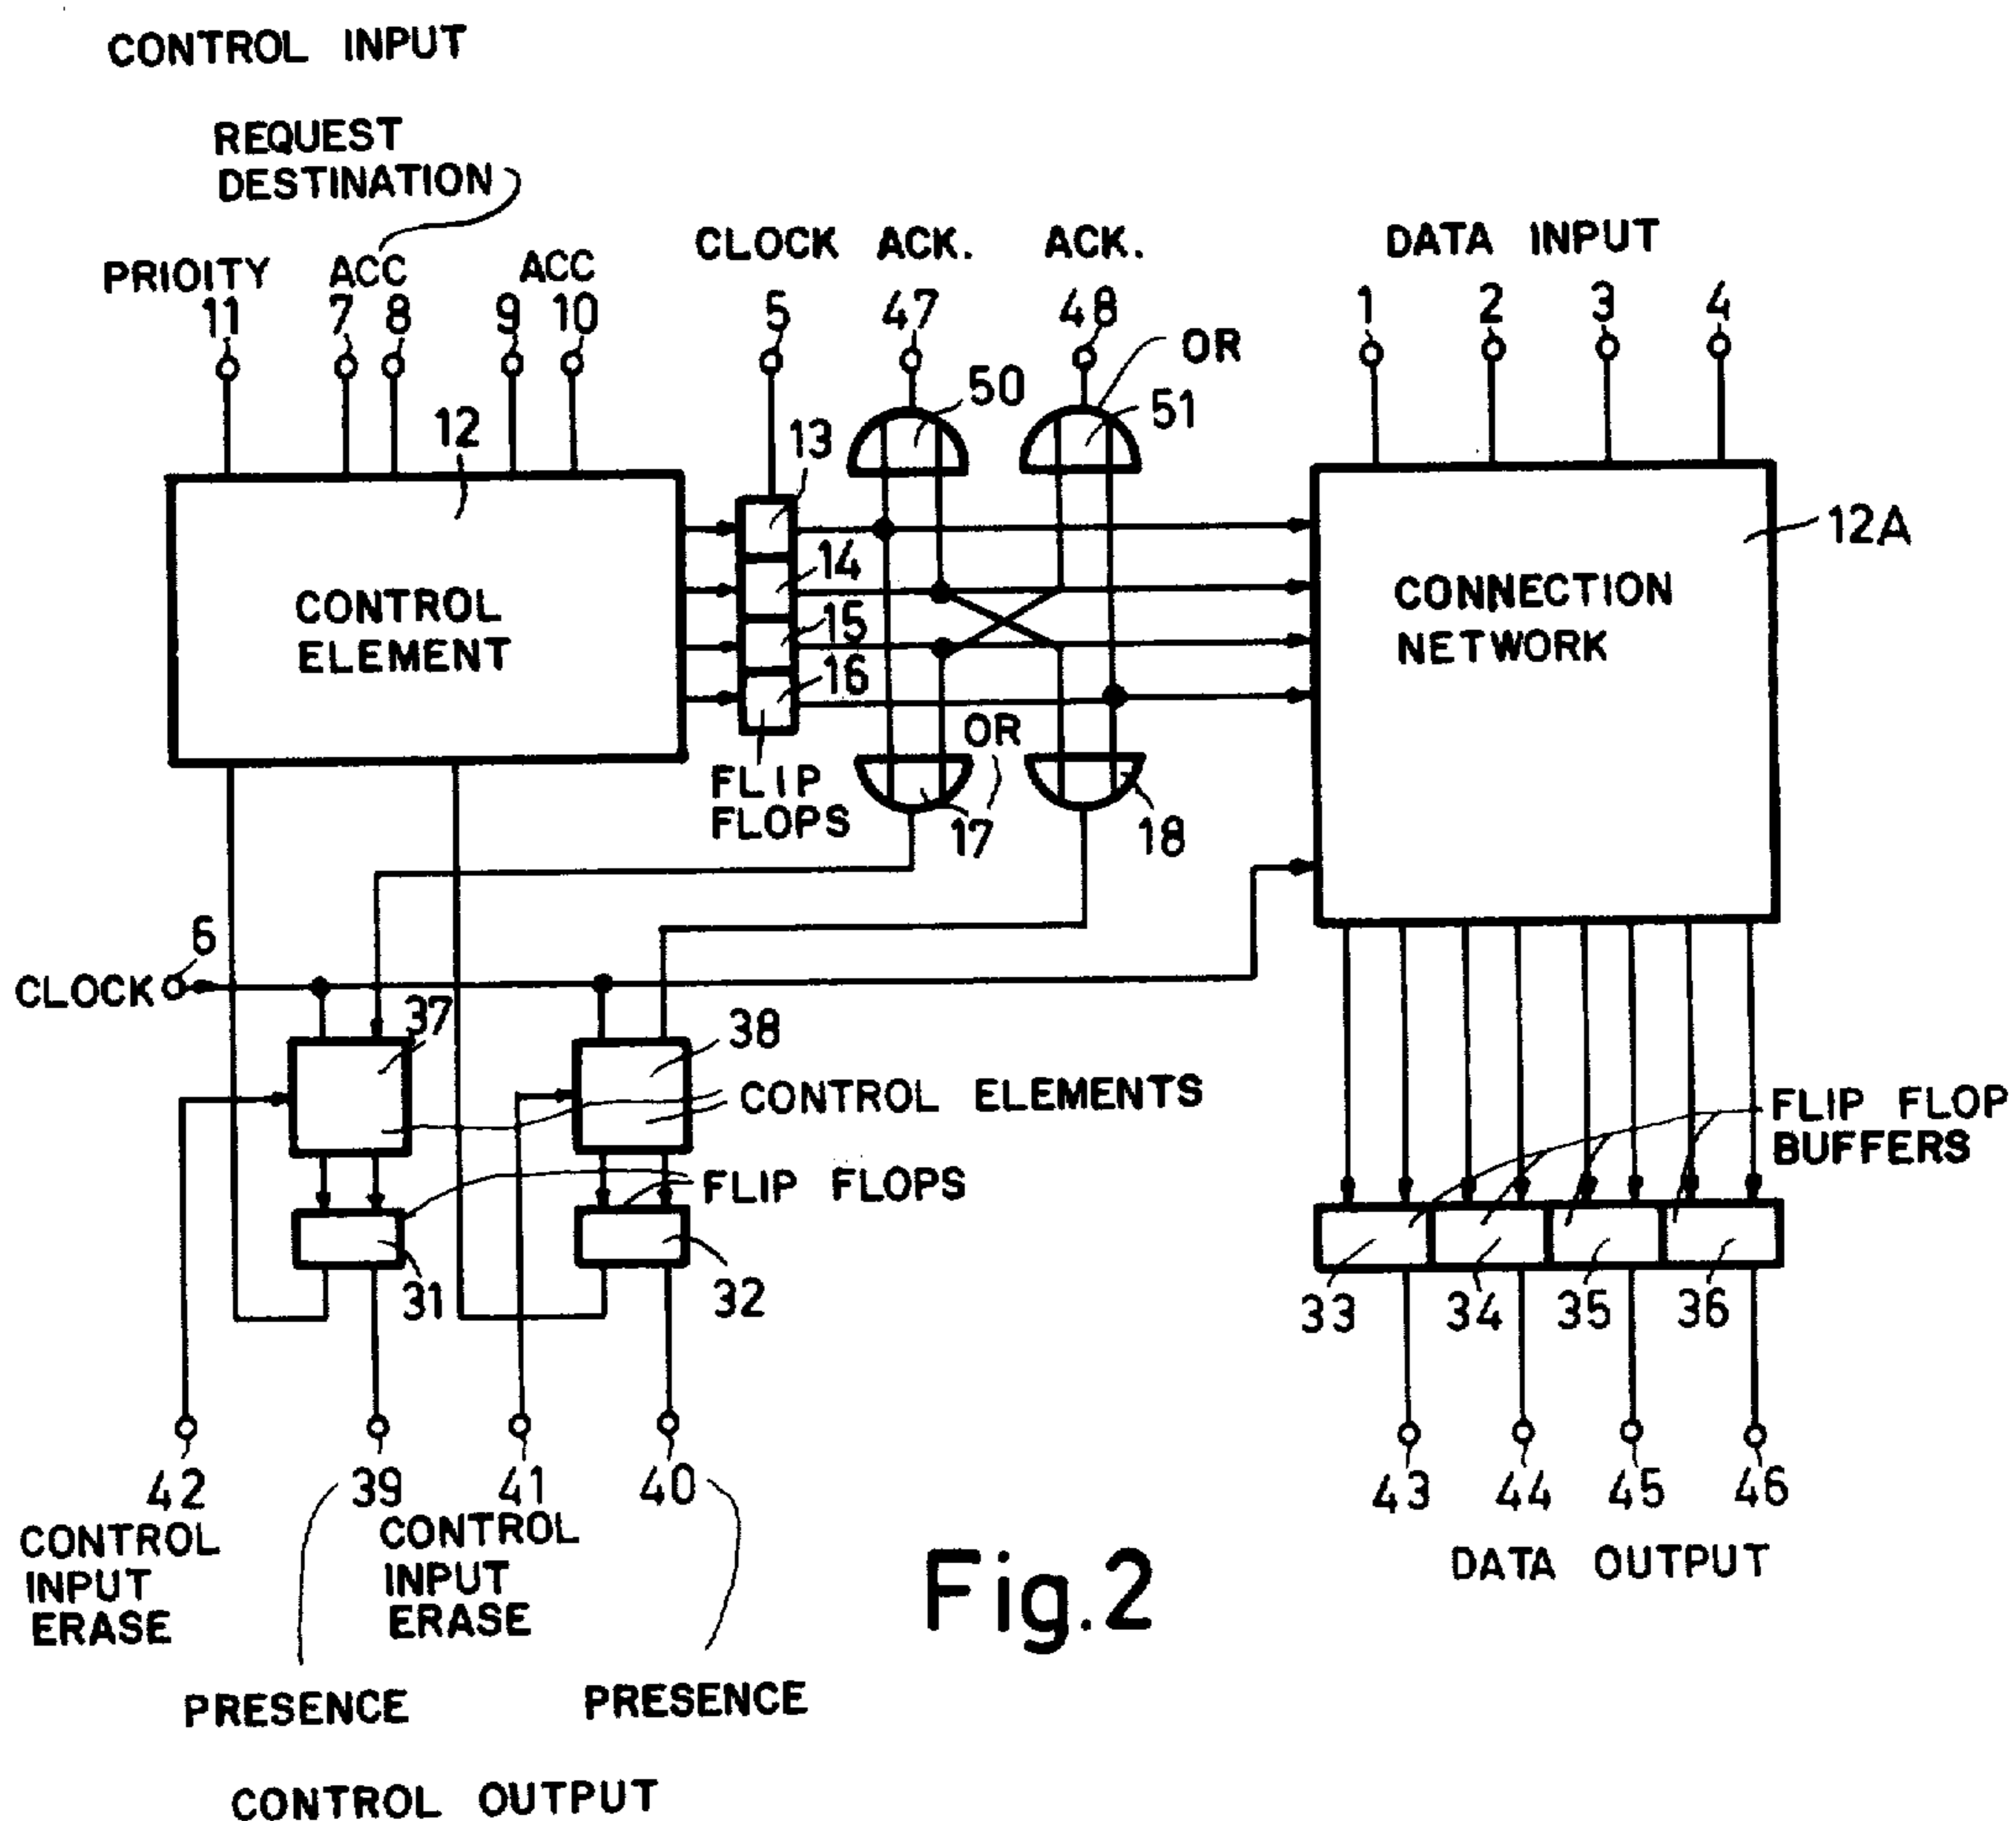 CONTROL INPUT
REQUEST
DESTINATION
PRIOITY ACC ACC CLOCK ACK. ACK. DATA INPUT
11 7 8 9 10 5 47 48 1 2 3 4
OR
50 51
12 13
12A
14
CONTROL
ELEMENT
CONNECTION
NETWORK
15
16
OR
FLIP
FLOPS
17 18
6
CLOCK
37 38
CONTROL ELEMENTS
FLIP FLOP
BUFFERS
FLIP FLOPS
31 32 33 34 35 36
42 39 41 40 43 44 45 46
CONTROL
INPUT
ERASE
CONTROL
INPUT
ERASE
DATA OUTPUT
Fig.2
PRESENCE PRESENCE
CONTROL OUTPUT